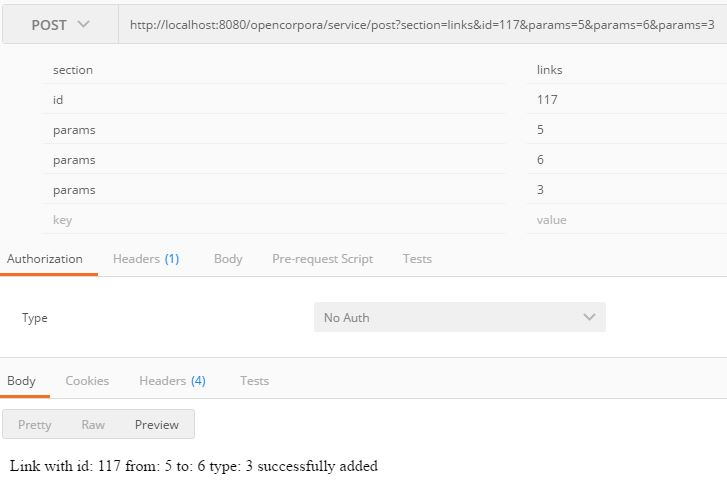 POST http://localhost:8080/opencorpora/service/post?section=links&id=117&params=5&params=6&params=3
section links
id 117
params 5
params 6
params 3
key value
Authorization Headers (1) Body Pre-request Script Tests
Type No Auth
Body Cookies Headers (4) Tests
Pretty Raw Preview
Link with id: 117 from: 5 to: 6 type: 3 successfully added